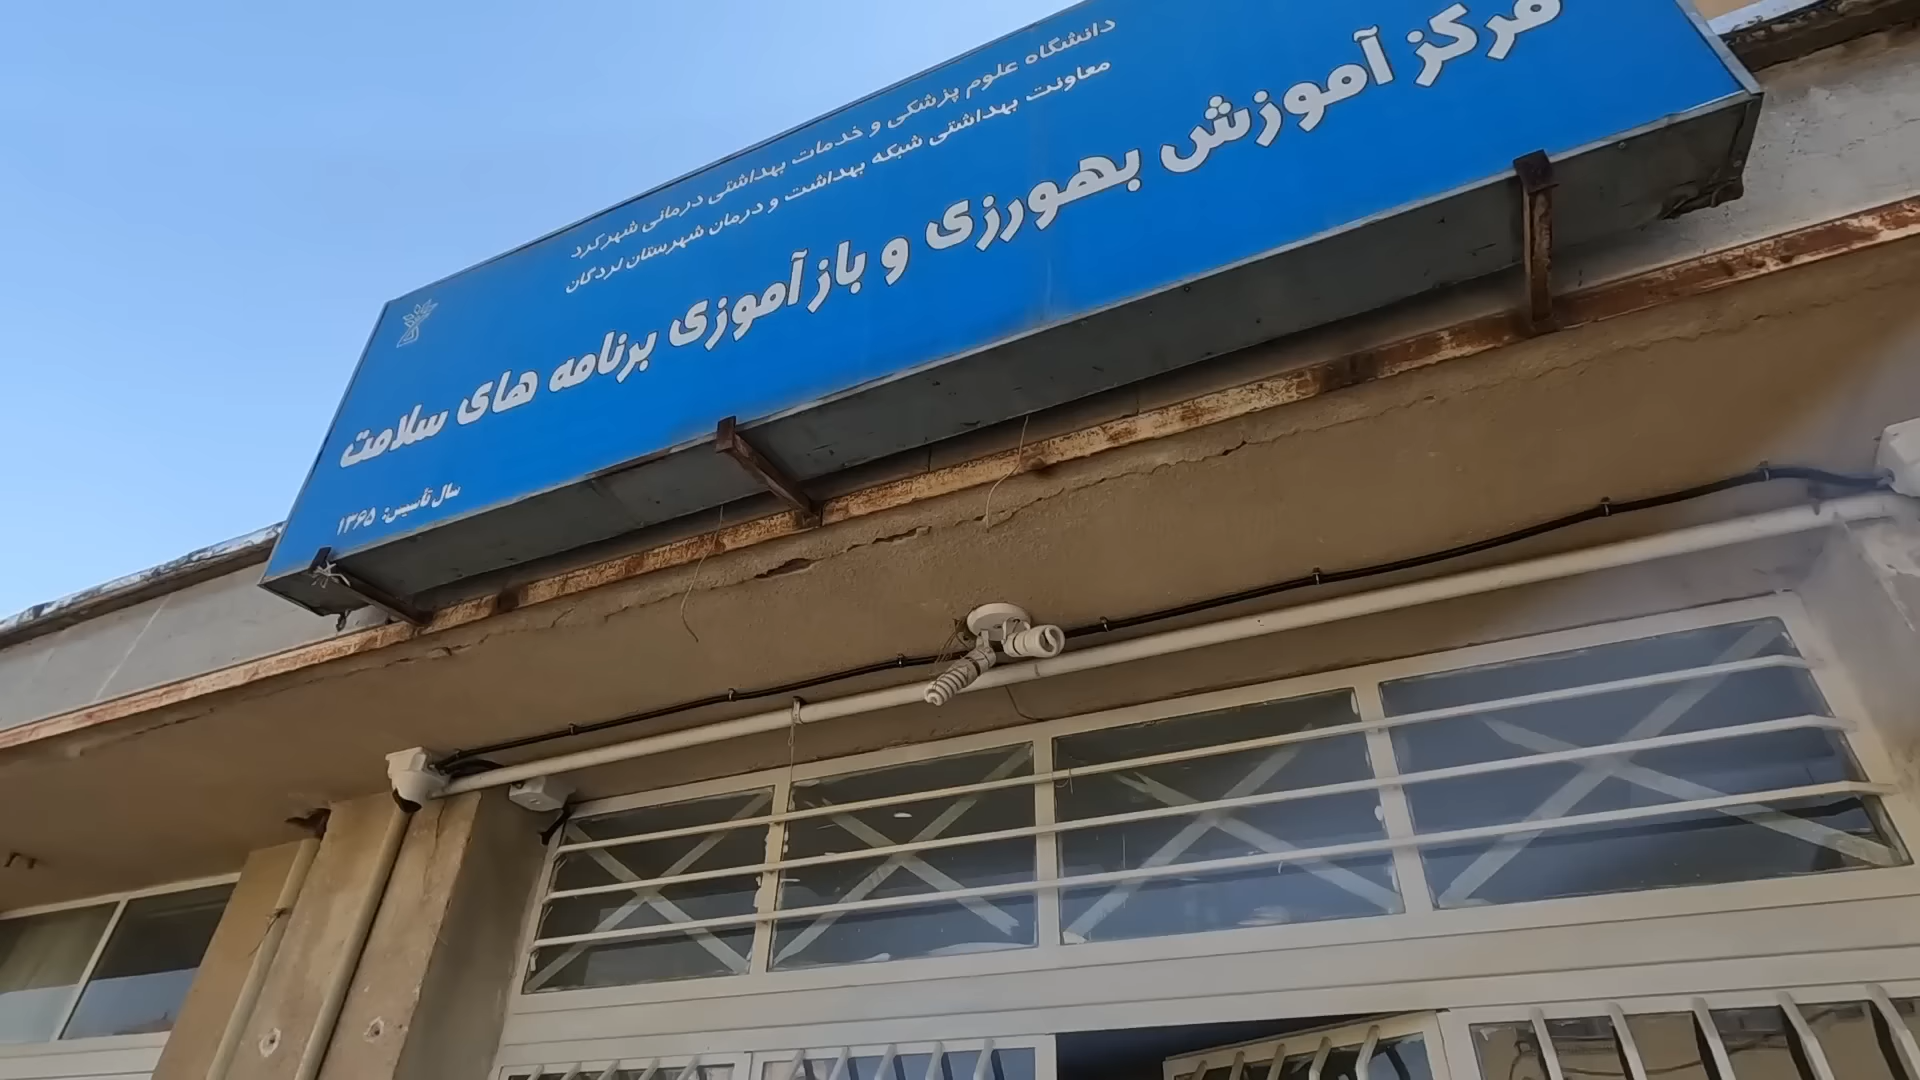 دانشگاه علوم پزشکی و خدمات بهداشتی درمانی شهرکرد
معاونت بهداشتی شبکه بهداشت و درمان شهرستان لردگان
مرکز آموزش بهورزی و بازآموزی برنامه های سلامت
سال تأسیس: ۱۳۶۵